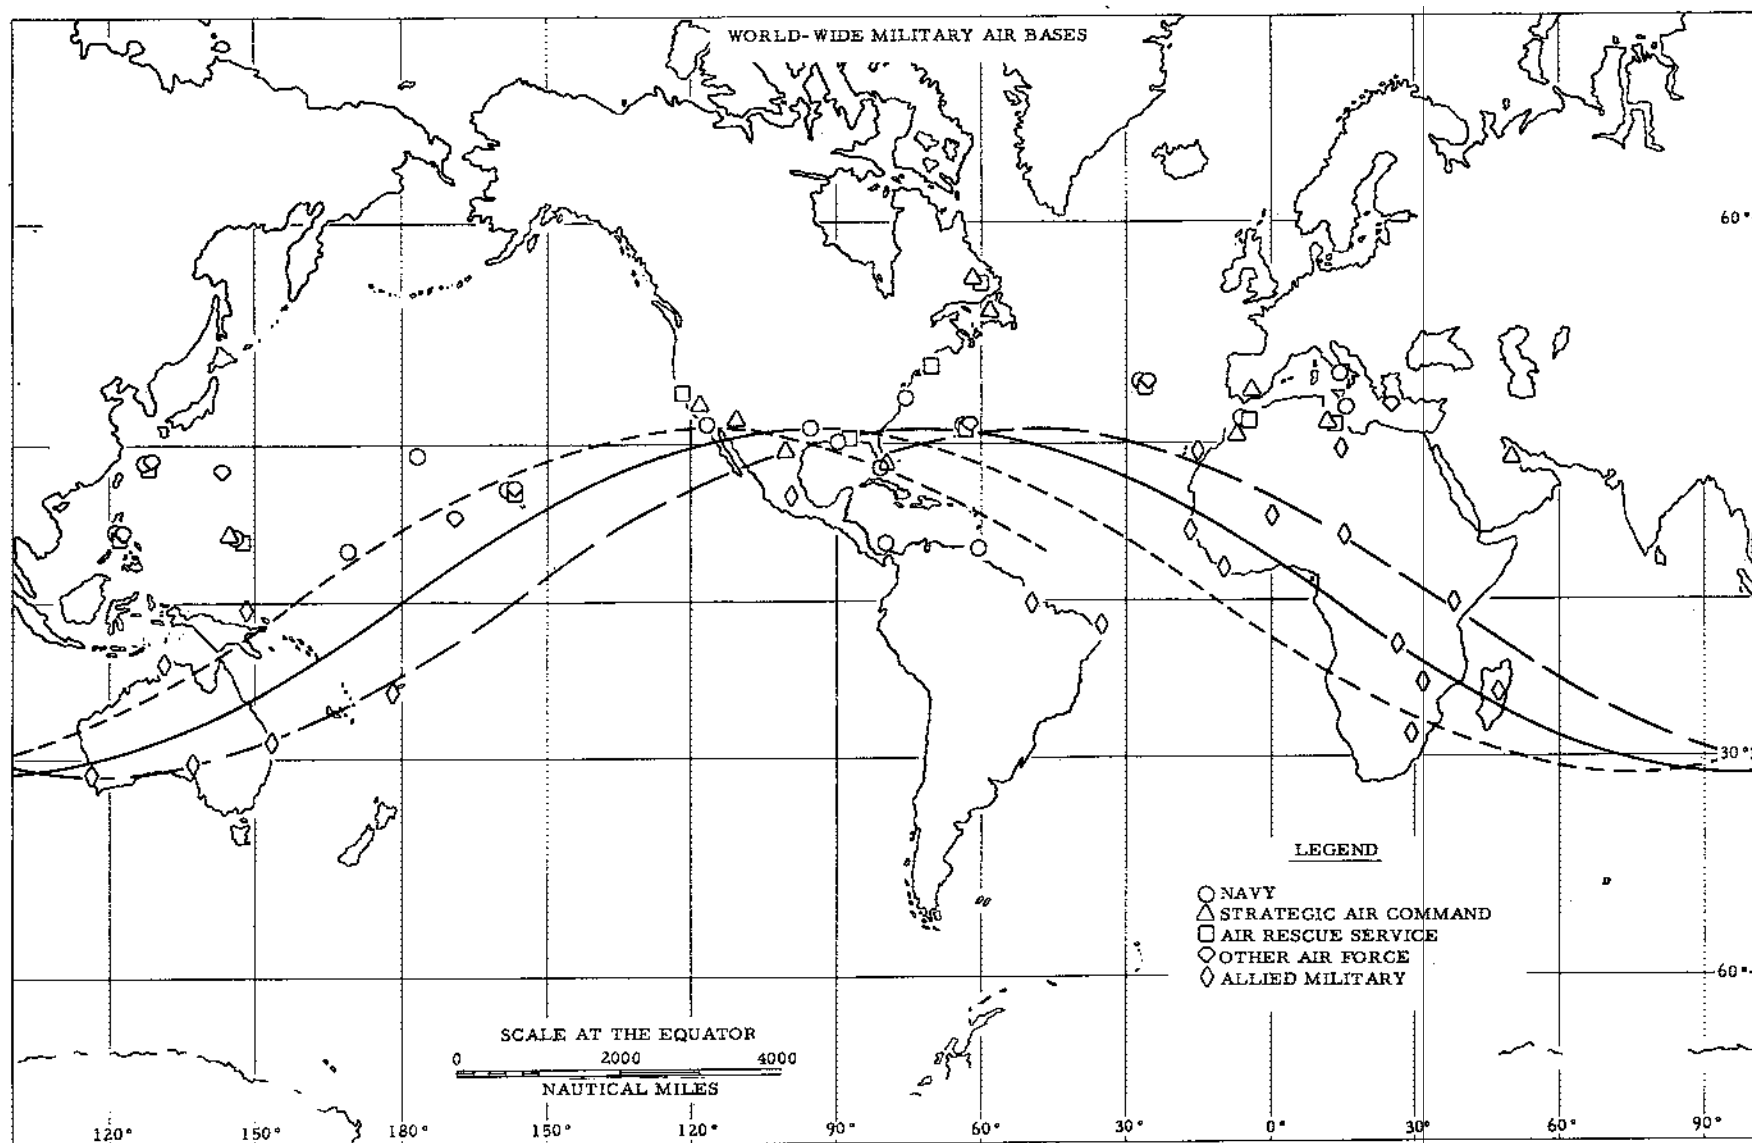 WORLD-WIDE MILITARY AIR BASES
60°
30°
LEGEND
NAVY
STRATEGIC AIR COMMAND
AIR RESCUE SERVICE
OTHER AIR FORCE
ALLIED MILITARY
60°
SCALE AT THE EQUATOR
0 2000 4000
NAUTICAL MILES
120° 150° 180° 150° 120° 90° 60° 30° 0° 30° 60° 90°